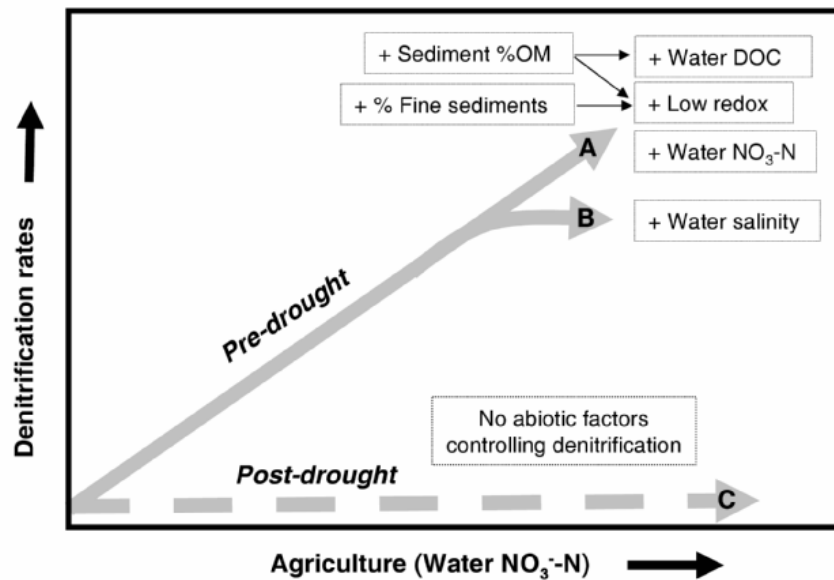 + Sediment %OM
+ Water DOC
+ % Fine sediments
+ Low redox
A
+ Water NO₃-N
B
+ Water salinity
Denitrification rates
Pre-drought
No abiotic factors
controlling denitrification
Post-drought
C
Agriculture (Water NO₃⁻-N)